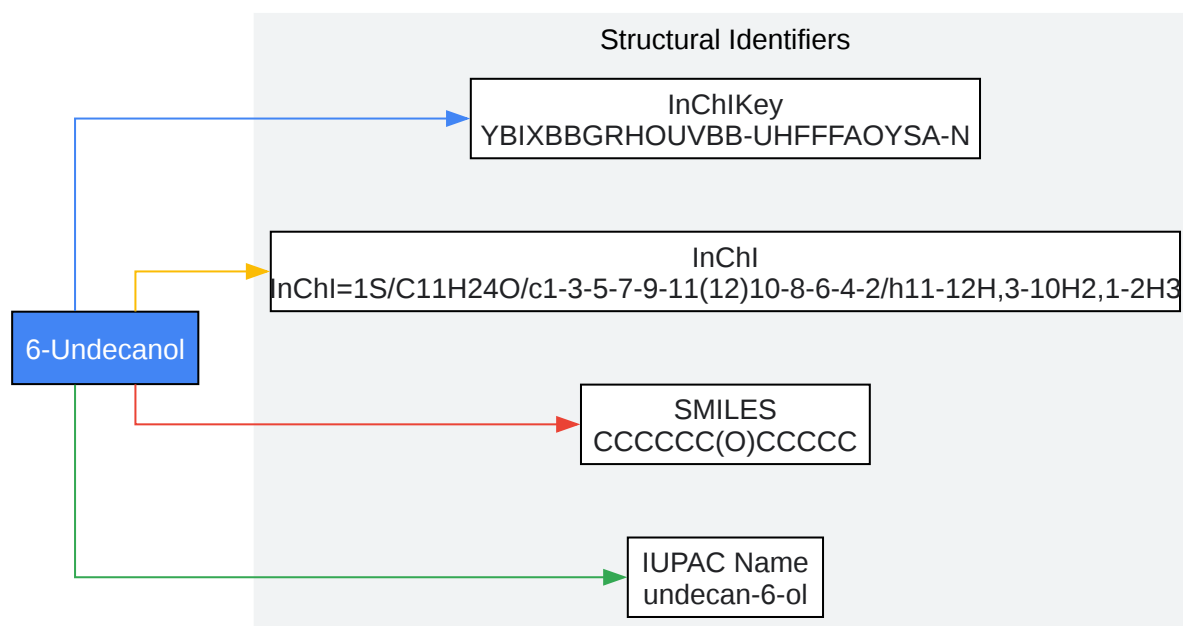 Structural Identifiers
InChIKey
YBIXBBGRHOUVBB-UHFFFAOYSA-N
InChI
InChI=1S/C11H24O/c1-3-5-7-9-11(12)10-8-6-4-2/h11-12H,3-10H2,1-2H3
6-Undecanol
SMILES
CCCCCC(O)CCCCC
IUPAC Name
undecan-6-ol